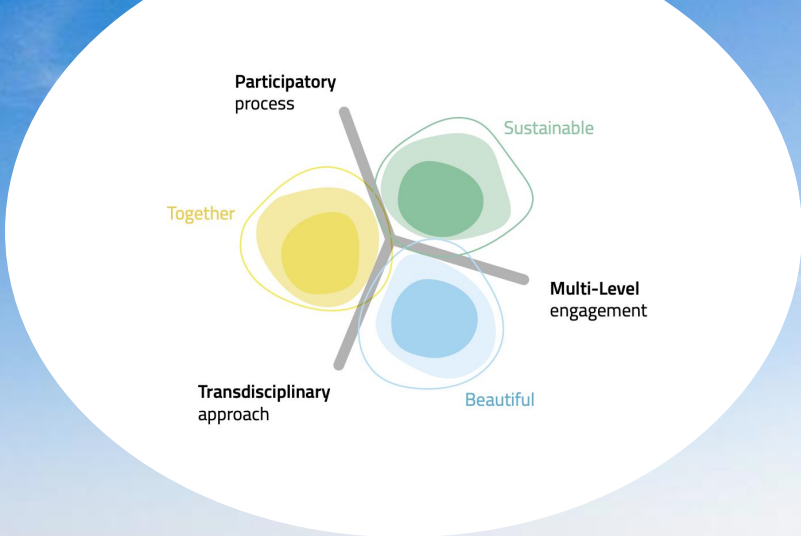 Participatory
process
Sustainable
Together
Multi-Level
engagement
Transdisciplinary
approach
Beautiful